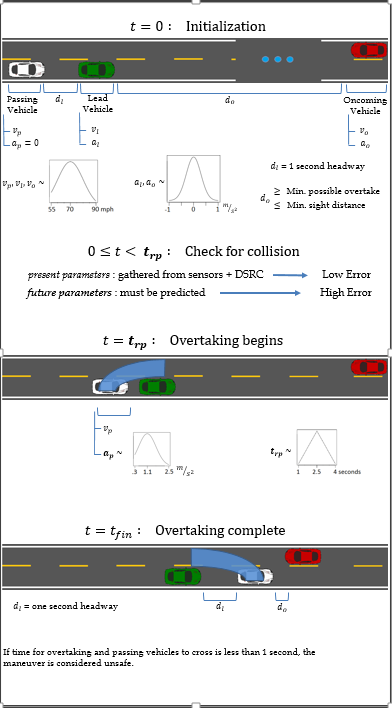 t = 0 : Initialization
d_l
d_o
Passing Vehicle
Lead Vehicle
Oncoming Vehicle
v_p
a_p = 0
v_l
a_l
v_o
a_o
v_p, v_l, v_o ~
55 70 90 mph
a_l, a_o ~
-1 0 1 m/s²
d_l = 1 second headway
d_o ≥ Min. possible overtake
≤ Min. sight distance
0 ≤ t < t_rp : Check for collision
present parameters : gathered from sensors + DSRC Low Error
future parameters : must be predicted High Error
t = t_rp : Overtaking begins
v_p
a_p ~
.3 1.1 2.5 m/s²
t_rp ~
1 2.5 4 seconds
t = t_fin : Overtaking complete
d_l = one second headway
d_l
d_o
If time for overtaking and passing vehicles to cross is less than 1 second, the
maneuver is considered unsafe.